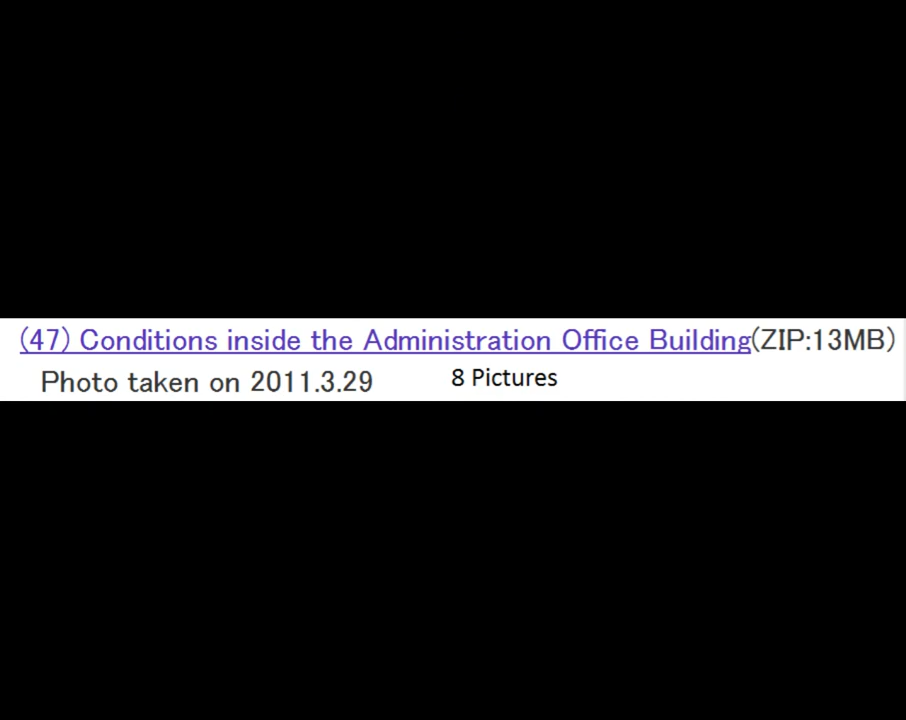 (47) Conditions inside the Administration Office Building(ZIP:13MB)
Photo taken on 2011.3.29 8 Pictures